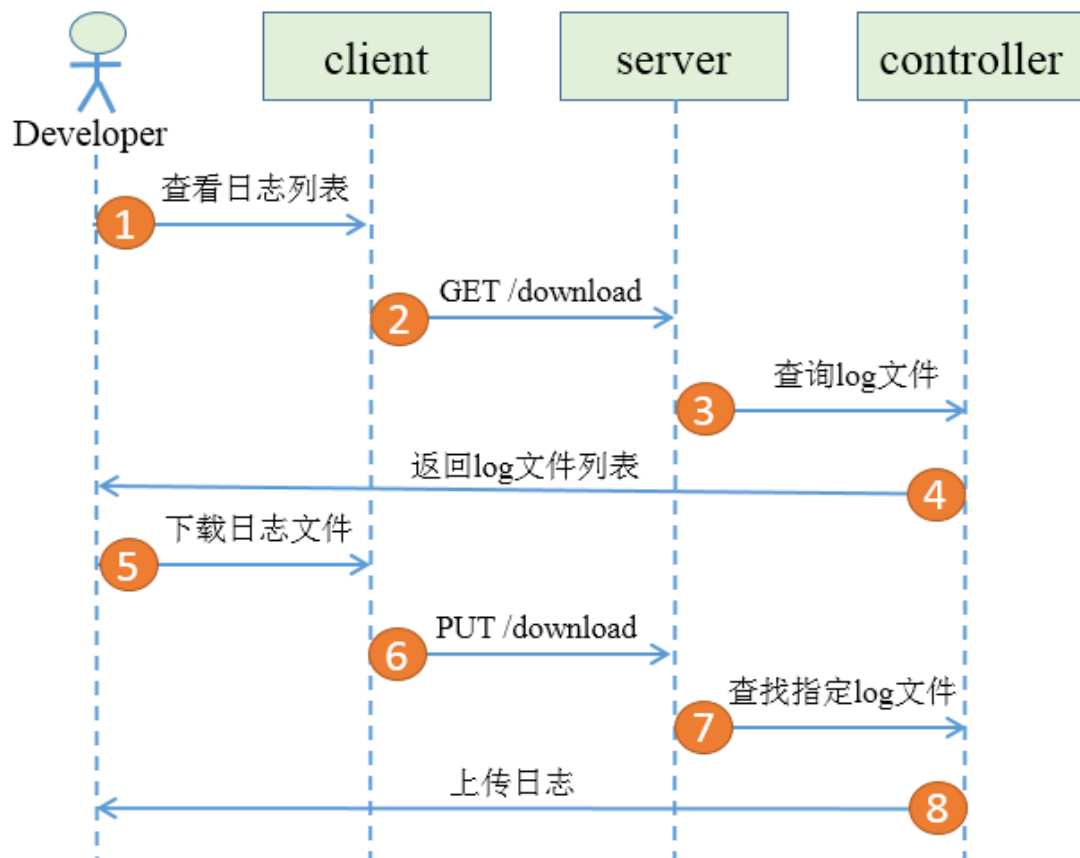 client
server
controller
Developer
查看日志列表
1
GET /download
2
查询log文件
3
返回log文件列表
4
下载日志文件
5
PUT /download
6
查找指定log文件
7
上传日志
8